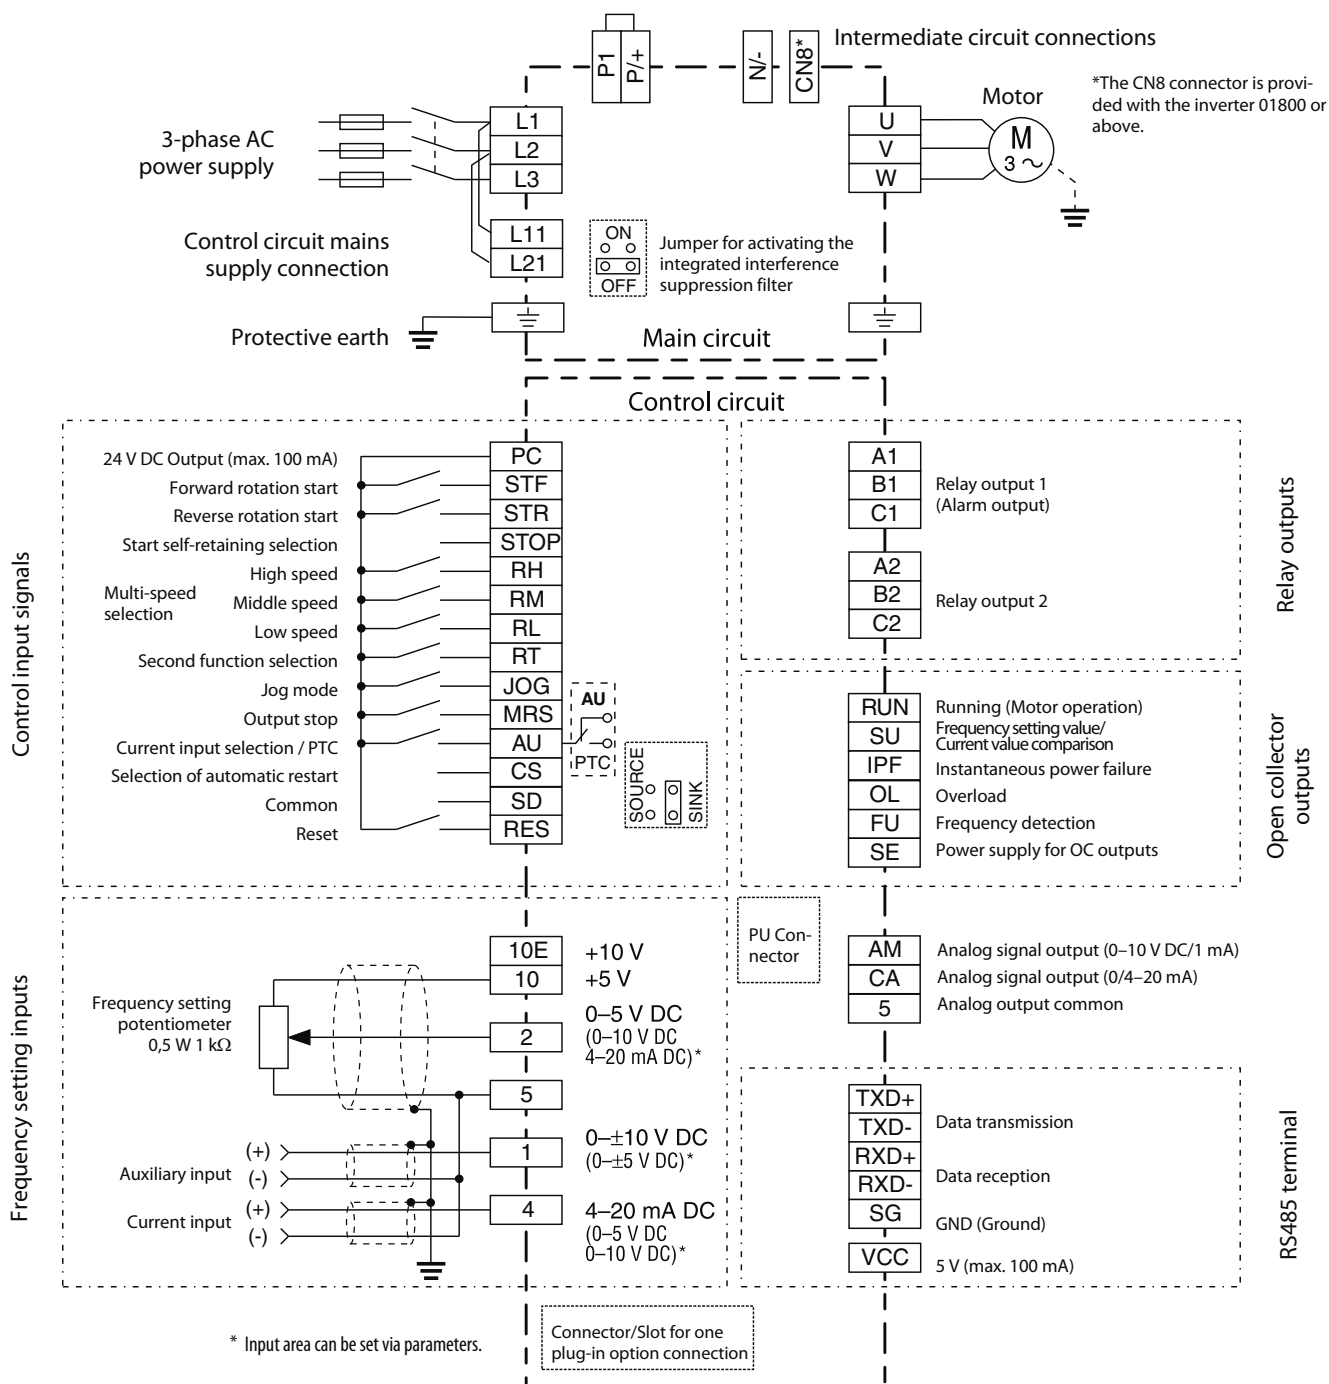 P1
P/+
N/-
CN8*
Intermediate circuit connections
*The CN8 connector is provi-
ded with the inverter 01800 or
above.
3-phase AC
power supply
L1
L2
L3
U
V
W
Motor
M
3 ~
Control circuit mains
supply connection
L11
L21
ON
OFF
Jumper for activating the
integrated interference
suppression filter
Protective earth
Main circuit
Control circuit
Control input signals
24 V DC Output (max. 100 mA)
PC
Forward rotation start
STF
Reverse rotation start
STR
Start self-retaining selection
STOP
Multi-speed
selection
High speed
RH
Middle speed
RM
Low speed
RL
Second function selection
RT
Jog mode
JOG
Output stop
MRS
Current input selection / PTC
AU
AU
PTC
Selection of automatic restart
CS
Common
SD
Reset
RES
SOURCE
SINK
A1
B1
C1
Relay output 1
(Alarm output)
A2
B2
C2
Relay output 2
Relay outputs
RUN
Running (Motor operation)
SU
Frequency setting value/
Current value comparison
IPF
Instantaneous power failure
OL
Overload
FU
Frequency detection
SE
Power supply for OC outputs
Open collector
outputs
Frequency setting inputs
Frequency setting
potentiometer
0,5 W 1 kΩ
10E
+10 V
10
+5 V
2
0–5 V DC
(0–10 V DC
4–20 mA DC)*
5
Auxiliary input
(+)
(-)
1
0–±10 V DC
(0–±5 V DC)*
Current input
(+)
(-)
4
4–20 mA DC
(0–5 V DC
0–10 V DC)*
PU Con-
nector
AM
Analog signal output (0–10 V DC/1 mA)
CA
Analog signal output (0/4–20 mA)
5
Analog output common
TXD+
TXD-
Data transmission
RXD+
RXD-
Data reception
SG
GND (Ground)
VCC
5 V (max. 100 mA)
RS485 terminal
* Input area can be set via parameters.
Connector/Slot for one
plug-in option connection